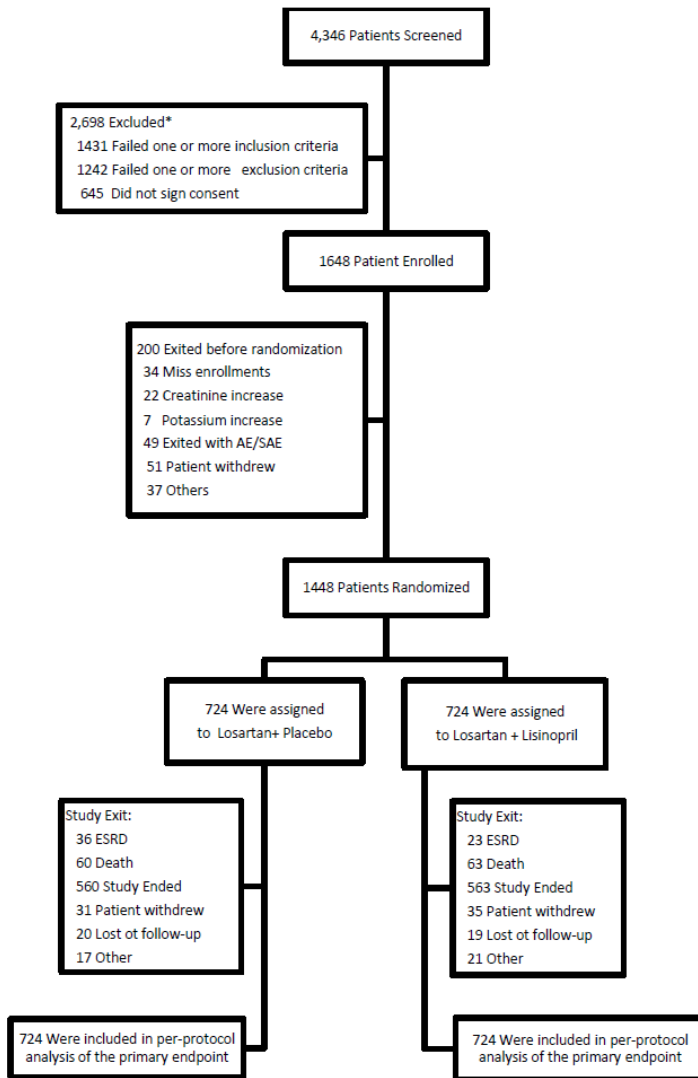 4,346 Patients Screened
2,698 Excluded*
1431 Failed one or more inclusion criteria
1242 Failed one or more exclusion criteria
645 Did not sign consent
1648 Patient Enrolled
200 Exited before randomization
34 Miss enrollments
22 Creatinine increase
7 Potassium increase
49 Exited with AE/SAE
51 Patient withdrew
37 Others
1448 Patients Randomized
724 Were assigned
to Losartan+ Placebo
724 Were assigned
to Losartan + Lisinopril
Study Exit:
36 ESRD
60 Death
560 Study Ended
31 Patient withdrew
20 Lost ot follow-up
17 Other
Study Exit:
23 ESRD
63 Death
563 Study Ended
35 Patient withdrew
19 Lost ot follow-up
21 Other
724 Were included in per-protocol
analysis of the primary endpoint
724 Were included in per-protocol
analysis of the primary endpoint